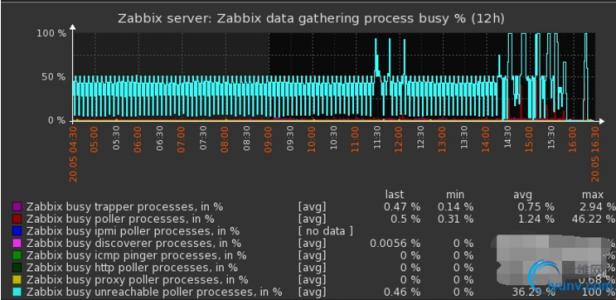 Zabbix server: Zabbix data gathering process busy % (12h)
100 %
50 %
0 %
20.05 04:30 05:00 05:30 06:00 06:30 07:00 07:30 08:00 08:30 09:00 09:30 10:00 10:30 11:00 11:30 12:00 12:30 13:00 13:30 14:00 14:30 15:00 15:30 16:00 20.05 16:30
last min avg max
Zabbix busy trapper processes, in % [avg] 0.47 % 0.14 % 0.75 % 2.94 %
Zabbix busy poller processes, in % [avg] 0.5 % 0.31 % 1.24 % 46.22 %
Zabbix busy ipmi poller processes, in % [ no data ]
Zabbix busy discoverer processes, in % [avg] 0.0056 % 0 %
Zabbix busy icmp pinger processes, in % [avg] 0 % 0 %
Zabbix busy http poller processes, in % [avg] 0 % 0 %
Zabbix busy proxy poller processes, in % [avg] 0 % 0 %
Zabbix busy unreachable poller processes, in % [avg] 0.46 % 0 % 36.29 % 100 %